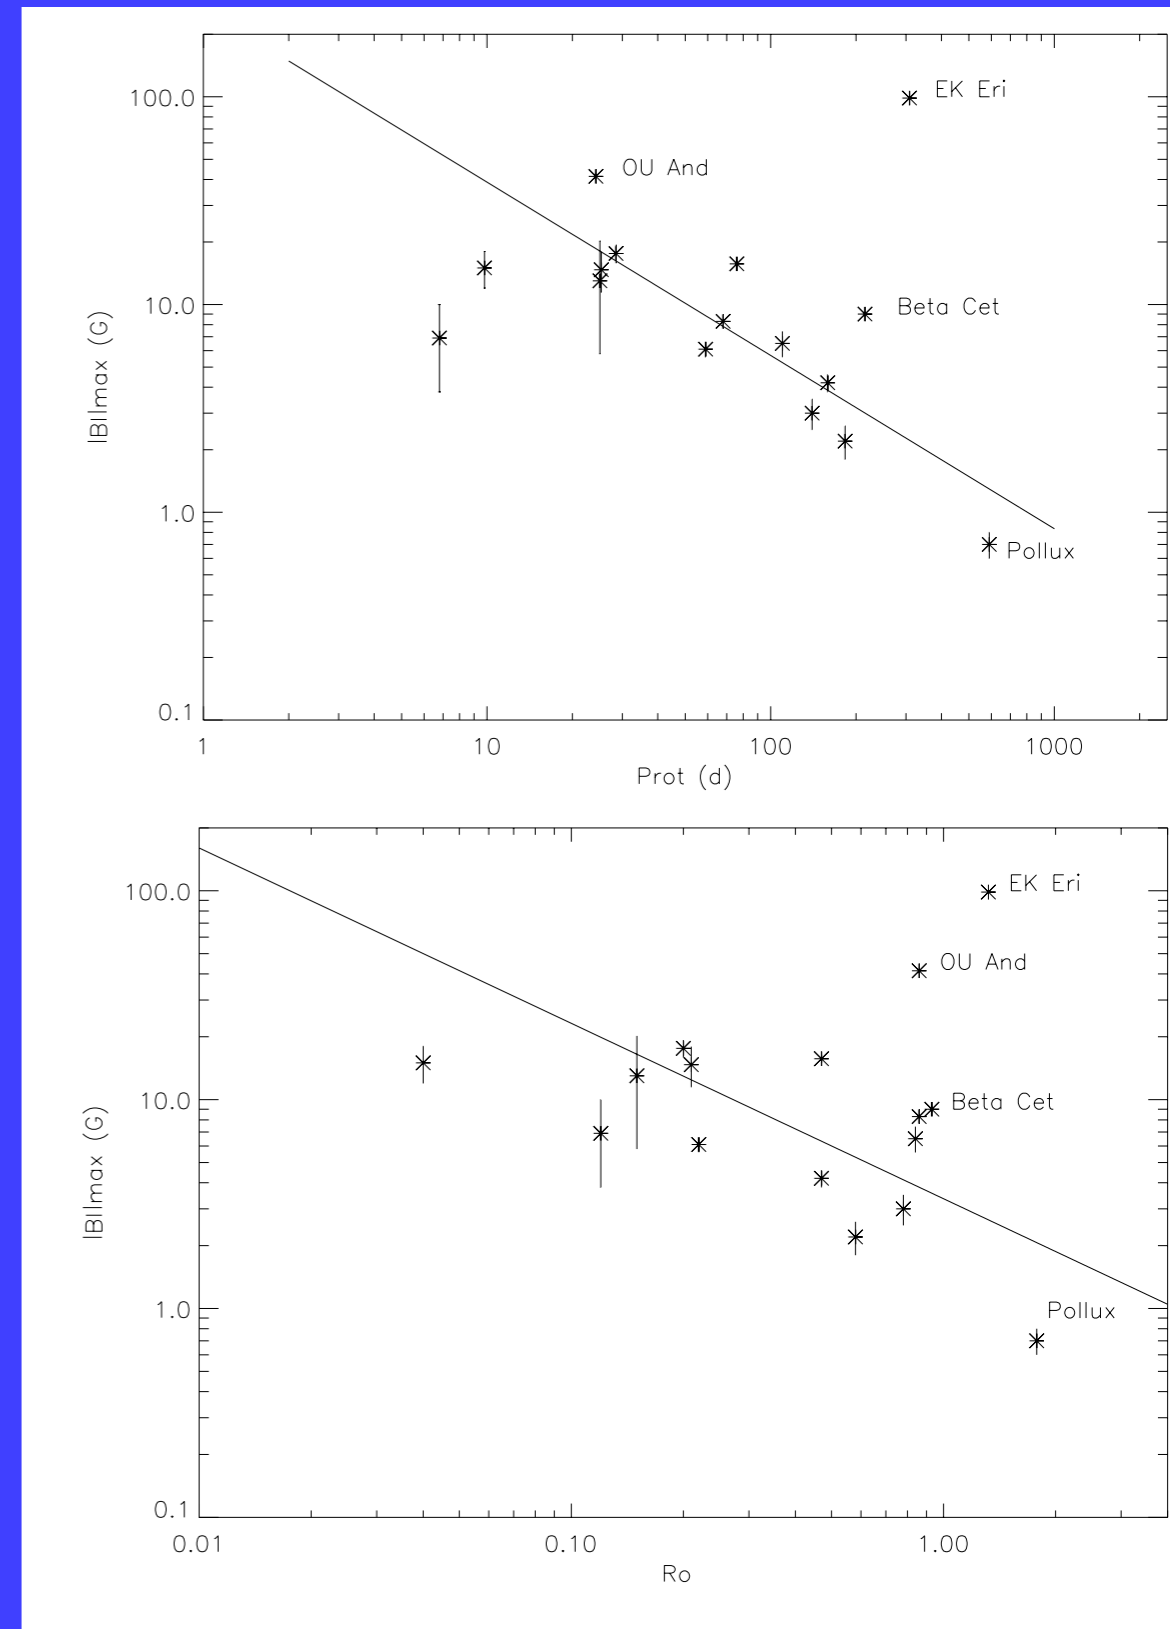 EK Eri
100.0
OU And
Beta Cet
10.0
|Bl|max (G)
1.0
Pollux
0.1
1 10 100 1000
Prot (d)
EK Eri
100.0
OU And
Beta Cet
10.0
|Bl|max (G)
1.0
Pollux
0.1
0.01 0.10 1.00
Ro